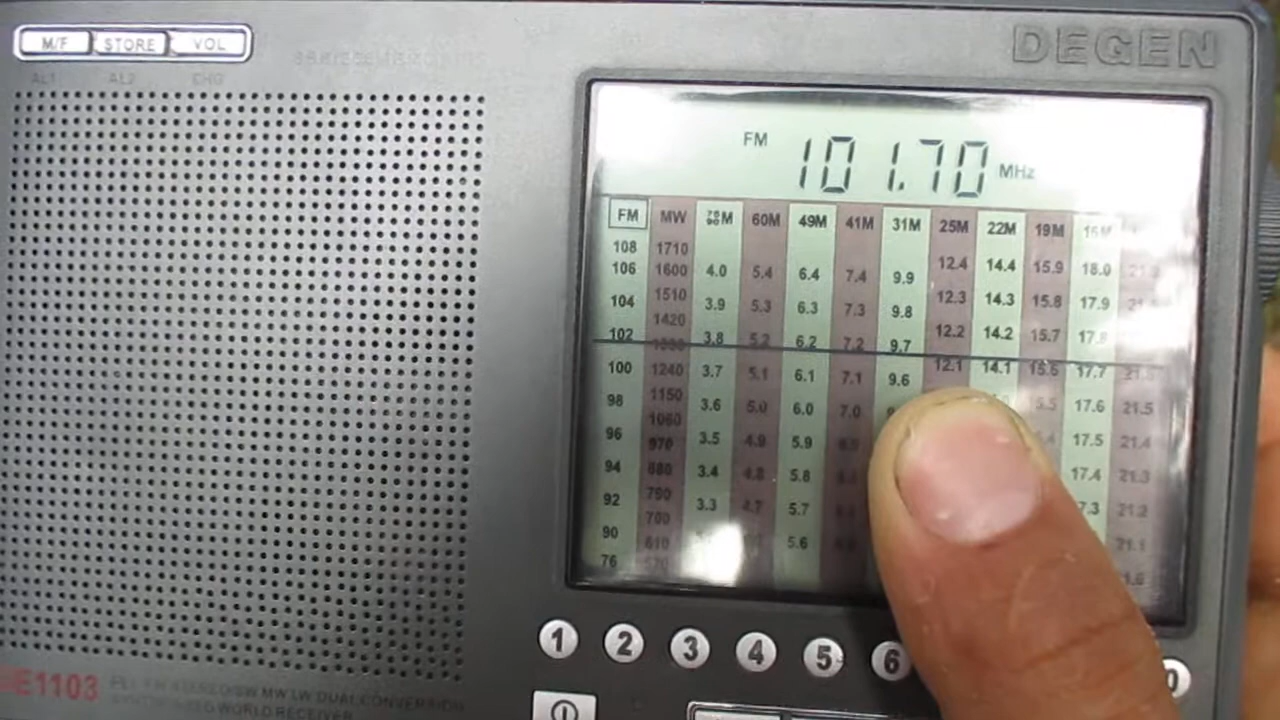 M/F STORE VOL
AL1 AL2 CHG
DEGEN
FM 101.70 MHz
FM MW 60M 49M 41M 31M 25M 22M 19M 16M
108 1710
106 1600 4.0 5.4 6.4 7.4 9.9 12.4 14.4 15.9 18.0
104 1510 3.9 5.3 6.3 7.3 9.8 12.3 14.3 15.8 17.9
1420
102 3.8 5.2 6.2 7.2 9.7 12.2 14.2 15.7
100 1240 3.7 5.1 6.1 7.1 9.6 12.1 14.1 15.6 17.7
98 1150 3.6 5.0 6.0 7.0 17.6 21.5
1060
96 970 3.5 4.9 5.9 17.5 21.4
94 880 3.4 4.8 5.8 17.4 21.3
92 790 3.3 4.7 5.7 21.2
700
90 610 5.6 21.1
76
1 2 3 4 5 6
E1103 DUAL CONVERSION
WORLD RECEIVER